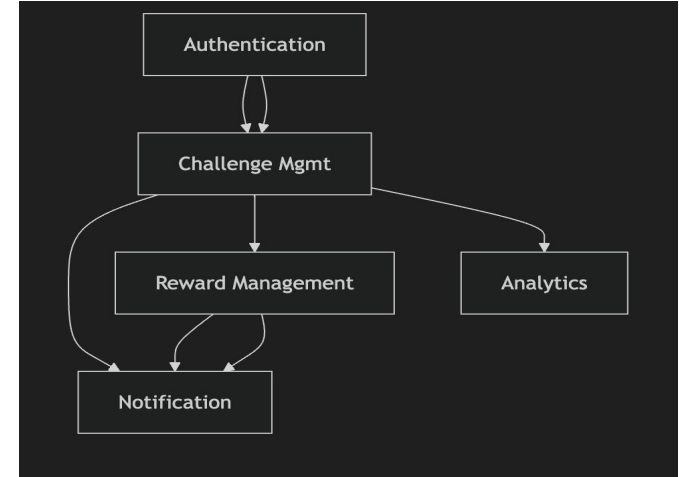 Authentication
Challenge Mgmt
Reward Management
Analytics
Notification